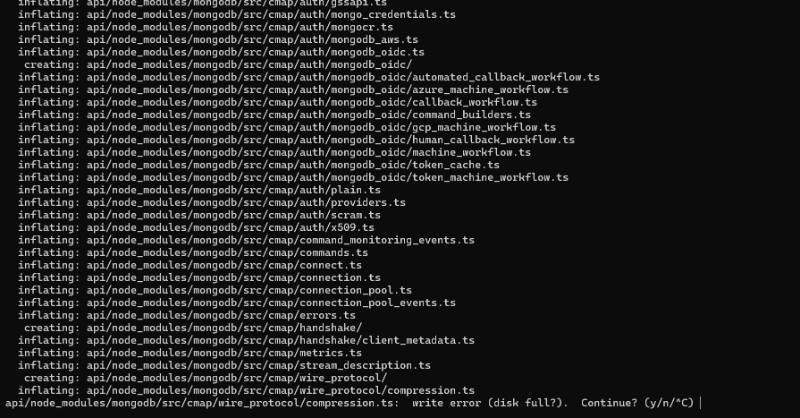 inflating: api/node_modules/mongodb/src/cmap/auth/gssapi.ts
inflating: api/node_modules/mongodb/src/cmap/auth/mongo_credentials.ts
inflating: api/node_modules/mongodb/src/cmap/auth/mongocr.ts
inflating: api/node_modules/mongodb/src/cmap/auth/mongodb_aws.ts
inflating: api/node_modules/mongodb/src/cmap/auth/mongodb_oidc.ts
creating: api/node_modules/mongodb/src/cmap/auth/mongodb_oidc/
inflating: api/node_modules/mongodb/src/cmap/auth/mongodb_oidc/automated_callback_workflow.ts
inflating: api/node_modules/mongodb/src/cmap/auth/mongodb_oidc/azure_machine_workflow.ts
inflating: api/node_modules/mongodb/src/cmap/auth/mongodb_oidc/callback_workflow.ts
inflating: api/node_modules/mongodb/src/cmap/auth/mongodb_oidc/command_builders.ts
inflating: api/node_modules/mongodb/src/cmap/auth/mongodb_oidc/gcp_machine_workflow.ts
inflating: api/node_modules/mongodb/src/cmap/auth/mongodb_oidc/human_callback_workflow.ts
inflating: api/node_modules/mongodb/src/cmap/auth/mongodb_oidc/machine_workflow.ts
inflating: api/node_modules/mongodb/src/cmap/auth/mongodb_oidc/token_cache.ts
inflating: api/node_modules/mongodb/src/cmap/auth/mongodb_oidc/token_machine_workflow.ts
inflating: api/node_modules/mongodb/src/cmap/auth/plain.ts
inflating: api/node_modules/mongodb/src/cmap/auth/providers.ts
inflating: api/node_modules/mongodb/src/cmap/auth/scram.ts
inflating: api/node_modules/mongodb/src/cmap/auth/x509.ts
inflating: api/node_modules/mongodb/src/cmap/command_monitoring_events.ts
inflating: api/node_modules/mongodb/src/cmap/commands.ts
inflating: api/node_modules/mongodb/src/cmap/connect.ts
inflating: api/node_modules/mongodb/src/cmap/connection.ts
inflating: api/node_modules/mongodb/src/cmap/connection_pool.ts
inflating: api/node_modules/mongodb/src/cmap/connection_pool_events.ts
inflating: api/node_modules/mongodb/src/cmap/errors.ts
creating: api/node_modules/mongodb/src/cmap/handshake/
inflating: api/node_modules/mongodb/src/cmap/handshake/client_metadata.ts
inflating: api/node_modules/mongodb/src/cmap/metrics.ts
inflating: api/node_modules/mongodb/src/cmap/stream_description.ts
creating: api/node_modules/mongodb/src/cmap/wire_protocol/
inflating: api/node_modules/mongodb/src/cmap/wire_protocol/compression.ts
api/node_modules/mongodb/src/cmap/wire_protocol/compression.ts:  write error (disk full?).  Continue? (y/n/^C)